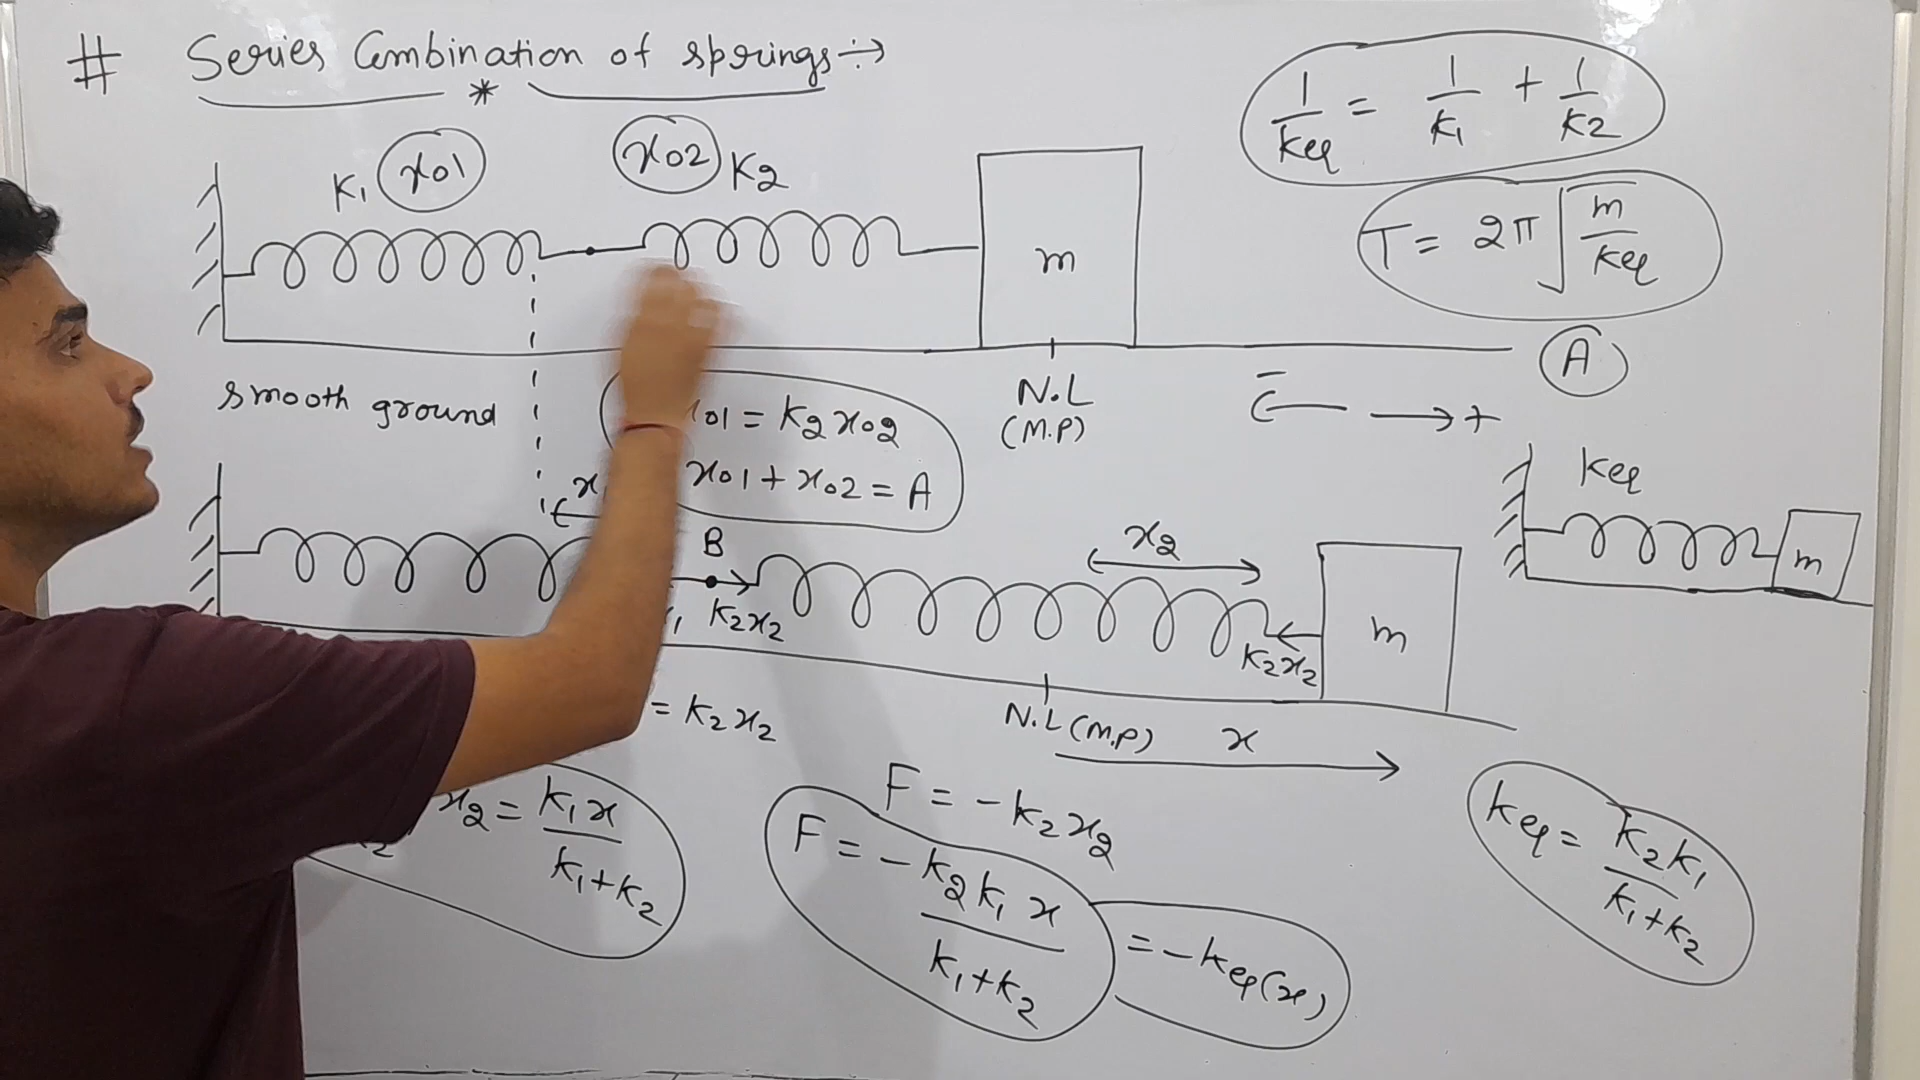 # Series Combination of springs:→
*
K₁ x01 x02 K2
m
1/Keq = 1/K₁ + 1/K2
T = 2π √(m/Keq)
A
smooth ground
N.L
(M.P)
- ← → +
x01 = K2 x02
x01 + x02 = A
Keq
m
B
x2
K₂x₂
K₂x₂
m
= K₂x₂
N.L (M.P) x
x2 = K₁x/(K₁+K₂)
F = -K₂x₂
F = -K2K₁x/(K₁+K₂) = -Keq(x)
Keq = K₂K₁/(K₁+K₂)